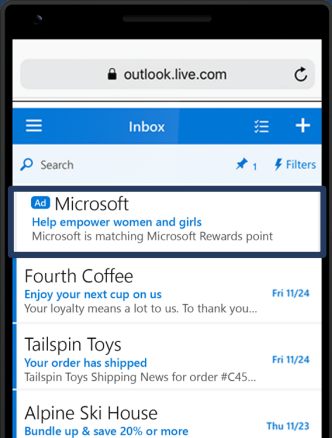 outlook.live.com
Inbox
Search 1 Filters
Ad Microsoft
Help empower women and girls
Microsoft is matching Microsoft Rewards point
Fourth Coffee
Enjoy your next cup on us Fri 11/24
Your loyalty means a lot to us. To thank you...
Tailspin Toys
Your order has shipped Fri 11/24
Tailspin Toys Shipping News for order #C45...
Alpine Ski House
Bundle up & save 20% or more Thu 11/23